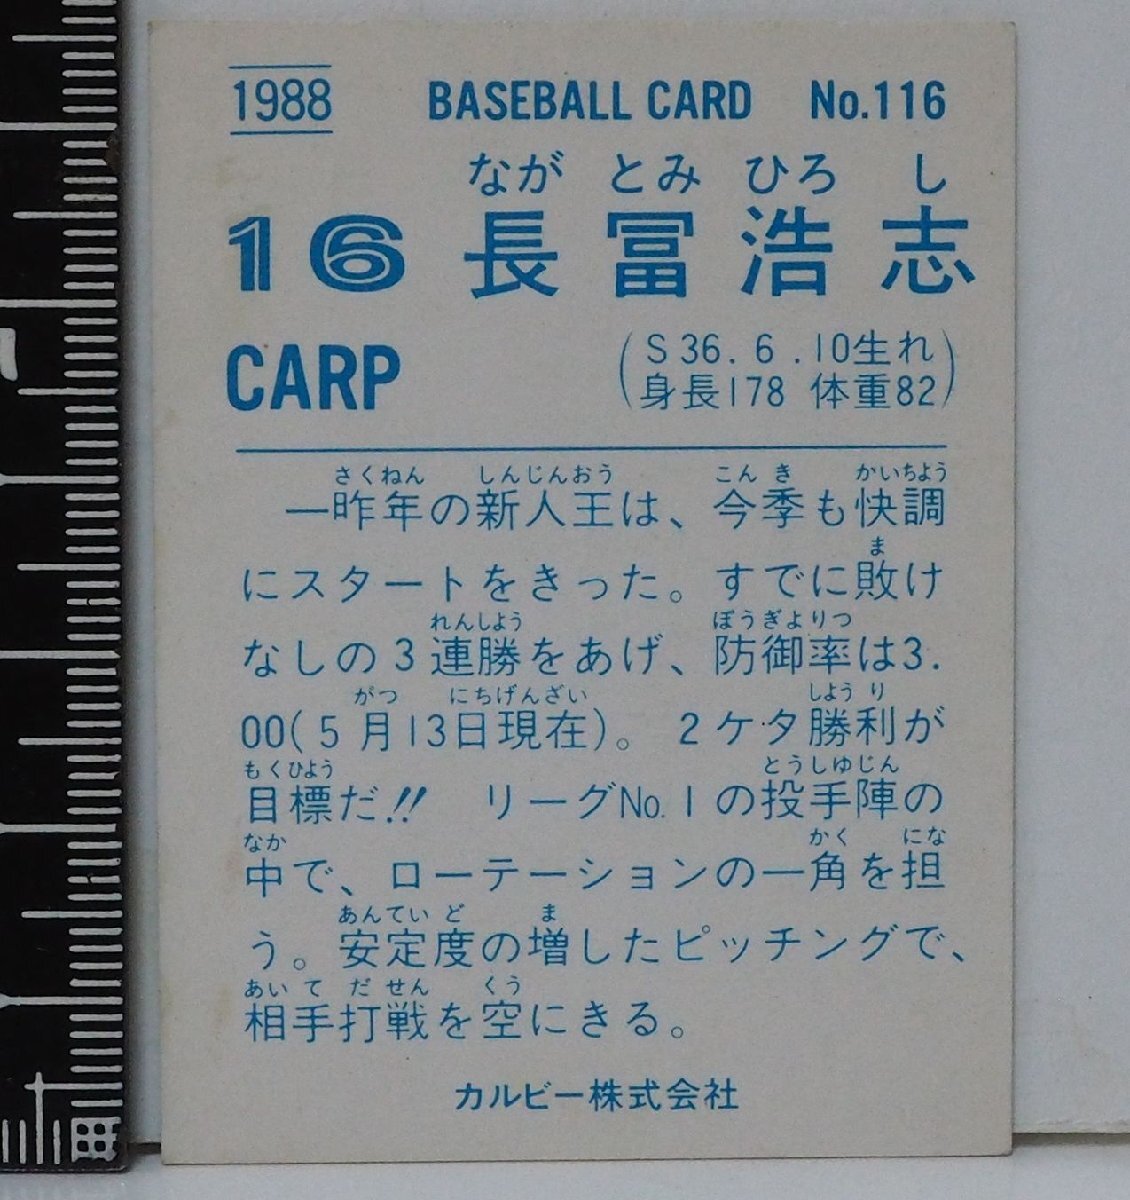 1988 BASEBALL CARD No.116
なが とみ ひろ し
16 長冨浩志
CARP
(S36.6.10生れ
身長178 体重82)
さくねん しんじんおう こんき かいちよう
一昨年の新人王は、今季も快調
ま
にスタートをきった。すでに敗け
れんしよう ぼうぎよりつ
なしの3連勝をあげ、防御率は3.
がつ にちげんざい しようり
00(5月13日現在)。2ケタ勝利が
もくひよう とうしゆじん
目標だ!! リーグNo.1の投手陣の
なか かく にな
中で、ローテーションの一角を担
あんていど ま
う。安定度の増したピッチングで、
あいて だせん くう
相手打戦を空にきる。
カルビー株式会社